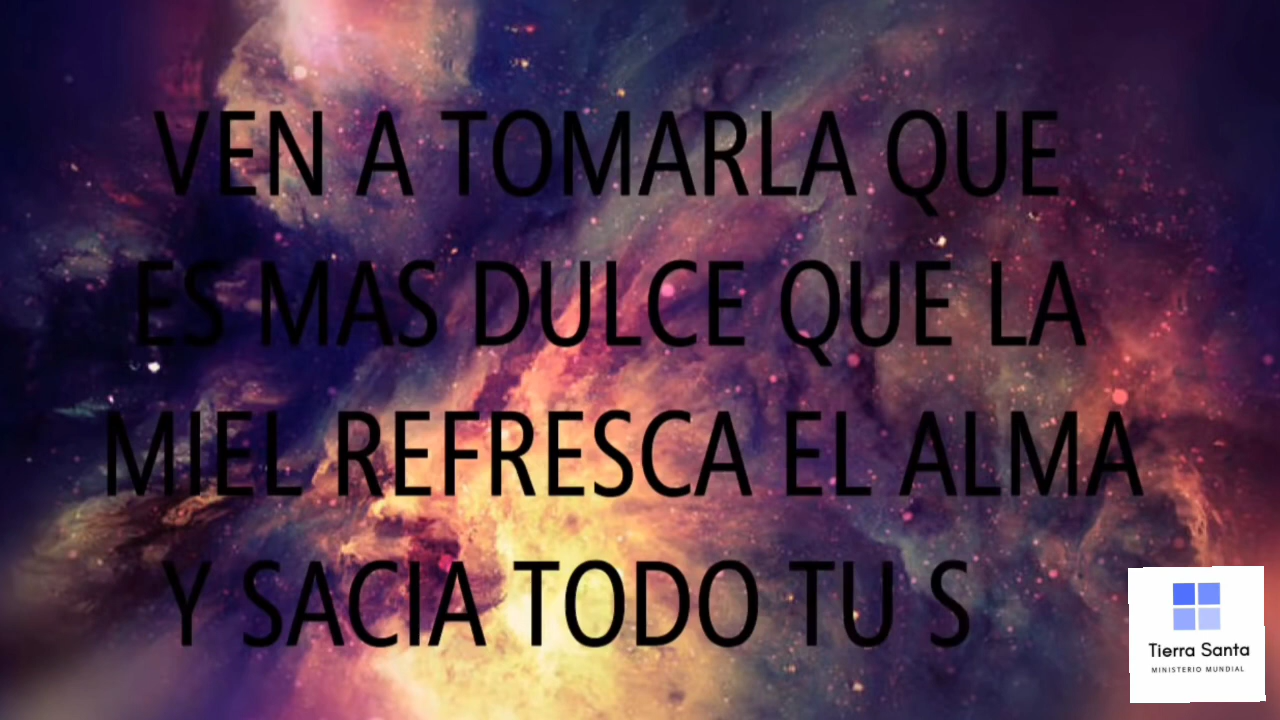 VEN A TOMARLA QUE
ES MAS DULCE QUE LA
MIEL REFRESCA EL ALMA
Y SACIA TODO TU S
Tierra Santa
MINISTERIO MUNDIAL